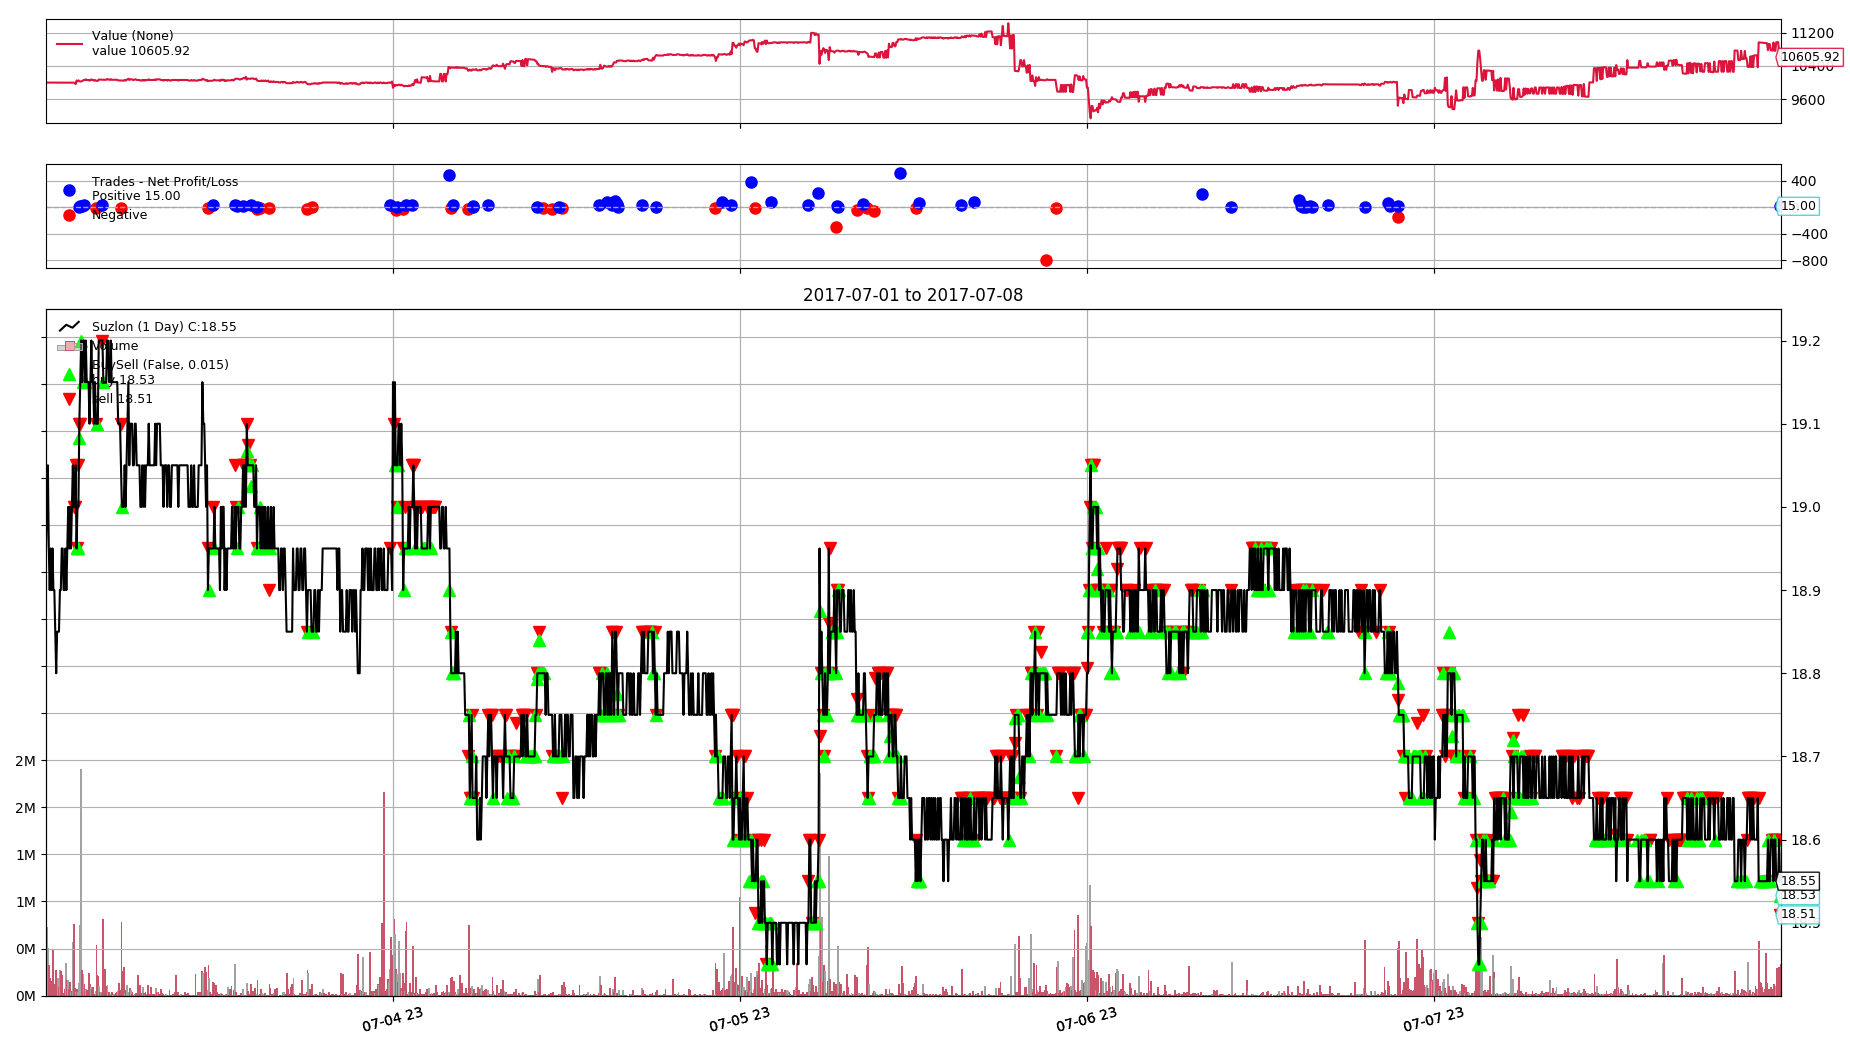 Value (None)
value 10605.92
11200
10605.92
10400
9600
Trades - Net Profit/Loss
Positive 15.00
Negative
400
15.00
−400
−800
2017-07-01 to 2017-07-08
Suzlon (1 Day) C:18.55
Volume
BuySell (False, 0.015)
buy 18.53
sell 18.51
19.2
19.1
19.0
18.9
18.8
18.7
18.6
18.55
18.53
18.51
18.5
2M
2M
1M
1M
0M
0M
07-04 23
07-05 23
07-06 23
07-07 23